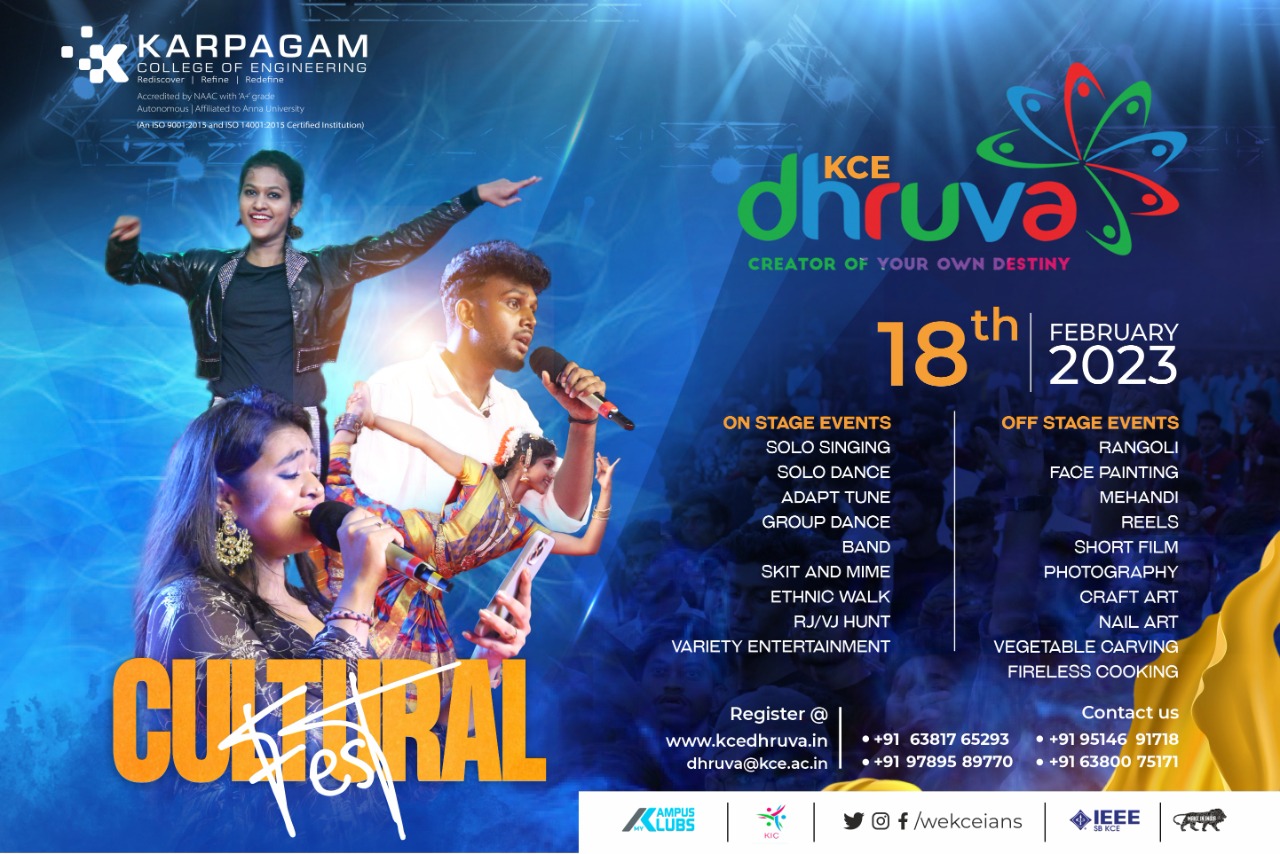 KARPAGAM
COLLEGE OF ENGINEERING
Rediscover | Refine | Redefine
Accredited by NAAC with 'A+' grade
Autonomous | Affiliated to Anna University
(An ISO 9001:2015 and ISO 14001:2015 Certified Institution)
KCE
dhruva
CREATOR OF YOUR OWN DESTINY
18th | FEBRUARY
2023
ON STAGE EVENTS
SOLO SINGING
SOLO DANCE
ADAPT TUNE
GROUP DANCE
BAND
SKIT AND MIME
ETHNIC WALK
RJ/VJ HUNT
VARIETY ENTERTAINMENT
OFF STAGE EVENTS
RANGOLI
FACE PAINTING
MEHANDI
REELS
SHORT FILM
PHOTOGRAPHY
CRAFT ART
NAIL ART
VEGETABLE CARVING
FIRELESS COOKING
CULTURAL
Fest
Register @
www.kcedhruva.in
dhruva@kce.ac.in
Contact us
• +91 63817 65293 • +91 95146 91718
• +91 97895 89770 • +91 63800 75171
MY KAMPUS
KLUBS
KIC
/wekceians
IEEE
SB KCE
MAKE IN INDIA